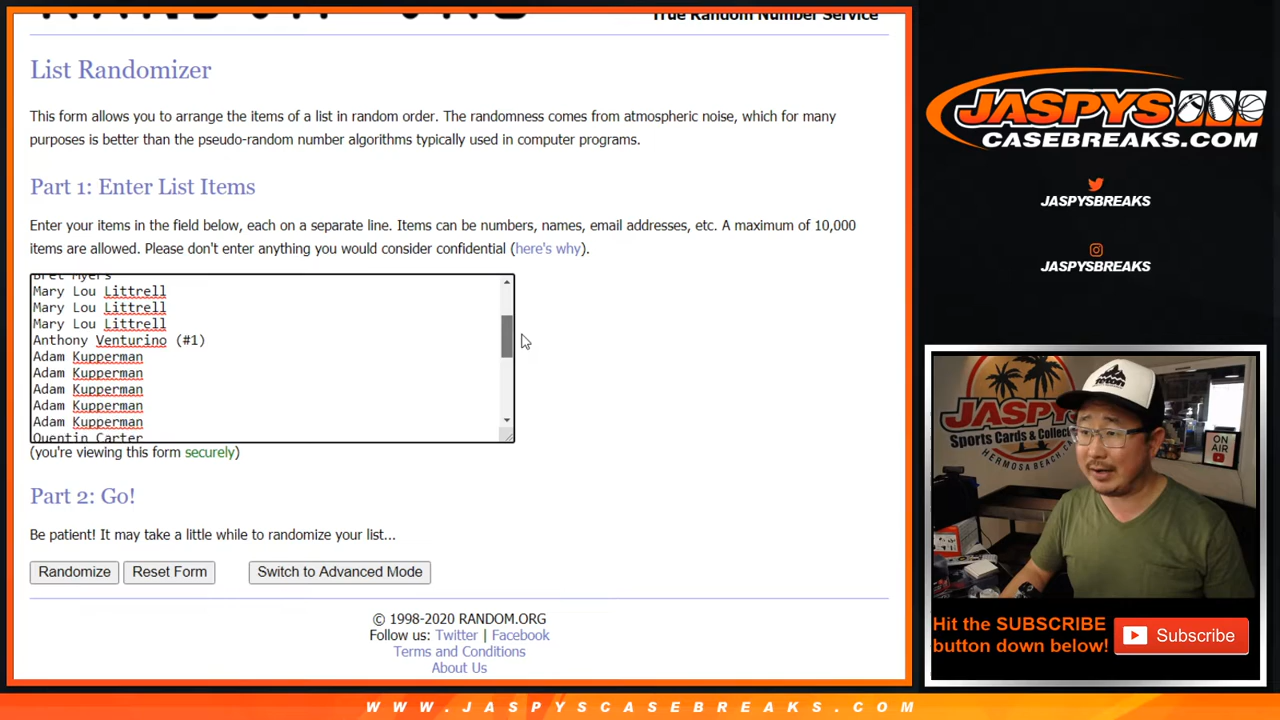 True Random Number Service
List Randomizer
This form allows you to arrange the items of a list in random order. The randomness comes from atmospheric noise, which for many
purposes is better than the pseudo-random number algorithms typically used in computer programs.
Part 1: Enter List Items
Enter your items in the field below, each on a separate line. Items can be numbers, names, email addresses, etc. A maximum of 10,000
items are allowed. Please don't enter anything you would consider confidential (here's why).
Bret Myers
Mary Lou Littrell
Mary Lou Littrell
Mary Lou Littrell
Anthony Venturino (#1)
Adam Kupperman
Adam Kupperman
Adam Kupperman
Adam Kupperman
Adam Kupperman
Quentin Carter
(you're viewing this form securely)
Part 2: Go!
Be patient! It may take a little while to randomize your list...
Randomize
Reset Form
Switch to Advanced Mode
© 1998-2020 RANDOM.ORG
Follow us: Twitter | Facebook
Terms and Conditions
About Us
JASPYS
CASEBREAKS.COM
JASPYSBREAKS
JASPYSBREAKS
JASPYS
Sports Cards & Collectibles
HERMOSA BEACH, CA
teton
ON
AIR
Hit the SUBSCRIBE
button down below!
Subscribe
WWW.JASPYSCASEBREAKS.COM